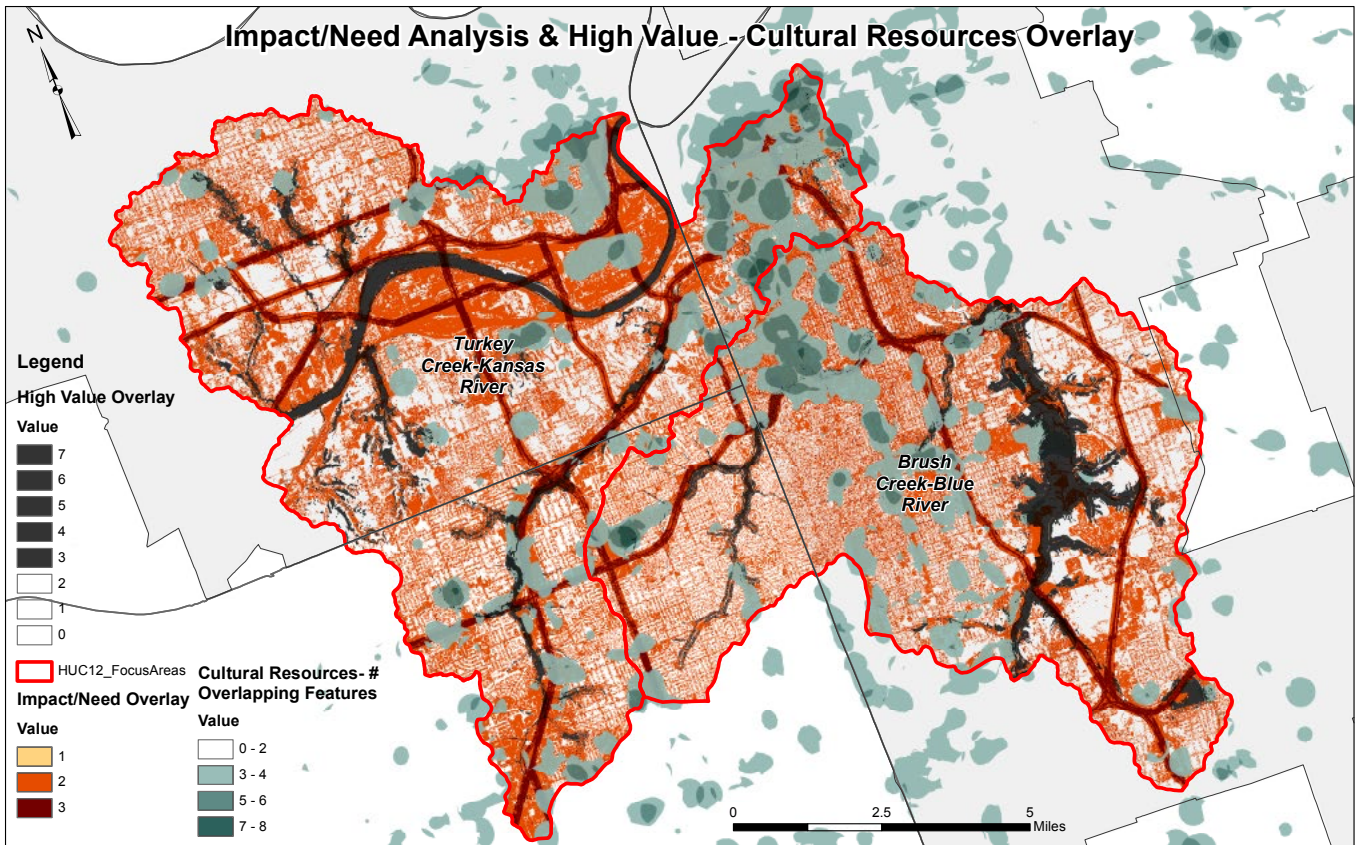 Impact/Need Analysis & High Value - Cultural Resources Overlay
N
Turkey
Creek-Kansas
River
Brush
Creek-Blue
River
Legend
High Value Overlay
Value
7
6
5
4
3
2
1
0
HUC12_FocusAreas
Impact/Need Overlay
Value
1
2
3
Cultural Resources- #
Overlapping Features
Value
0 - 2
3 - 4
5 - 6
7 - 8
0 2.5 5
Miles